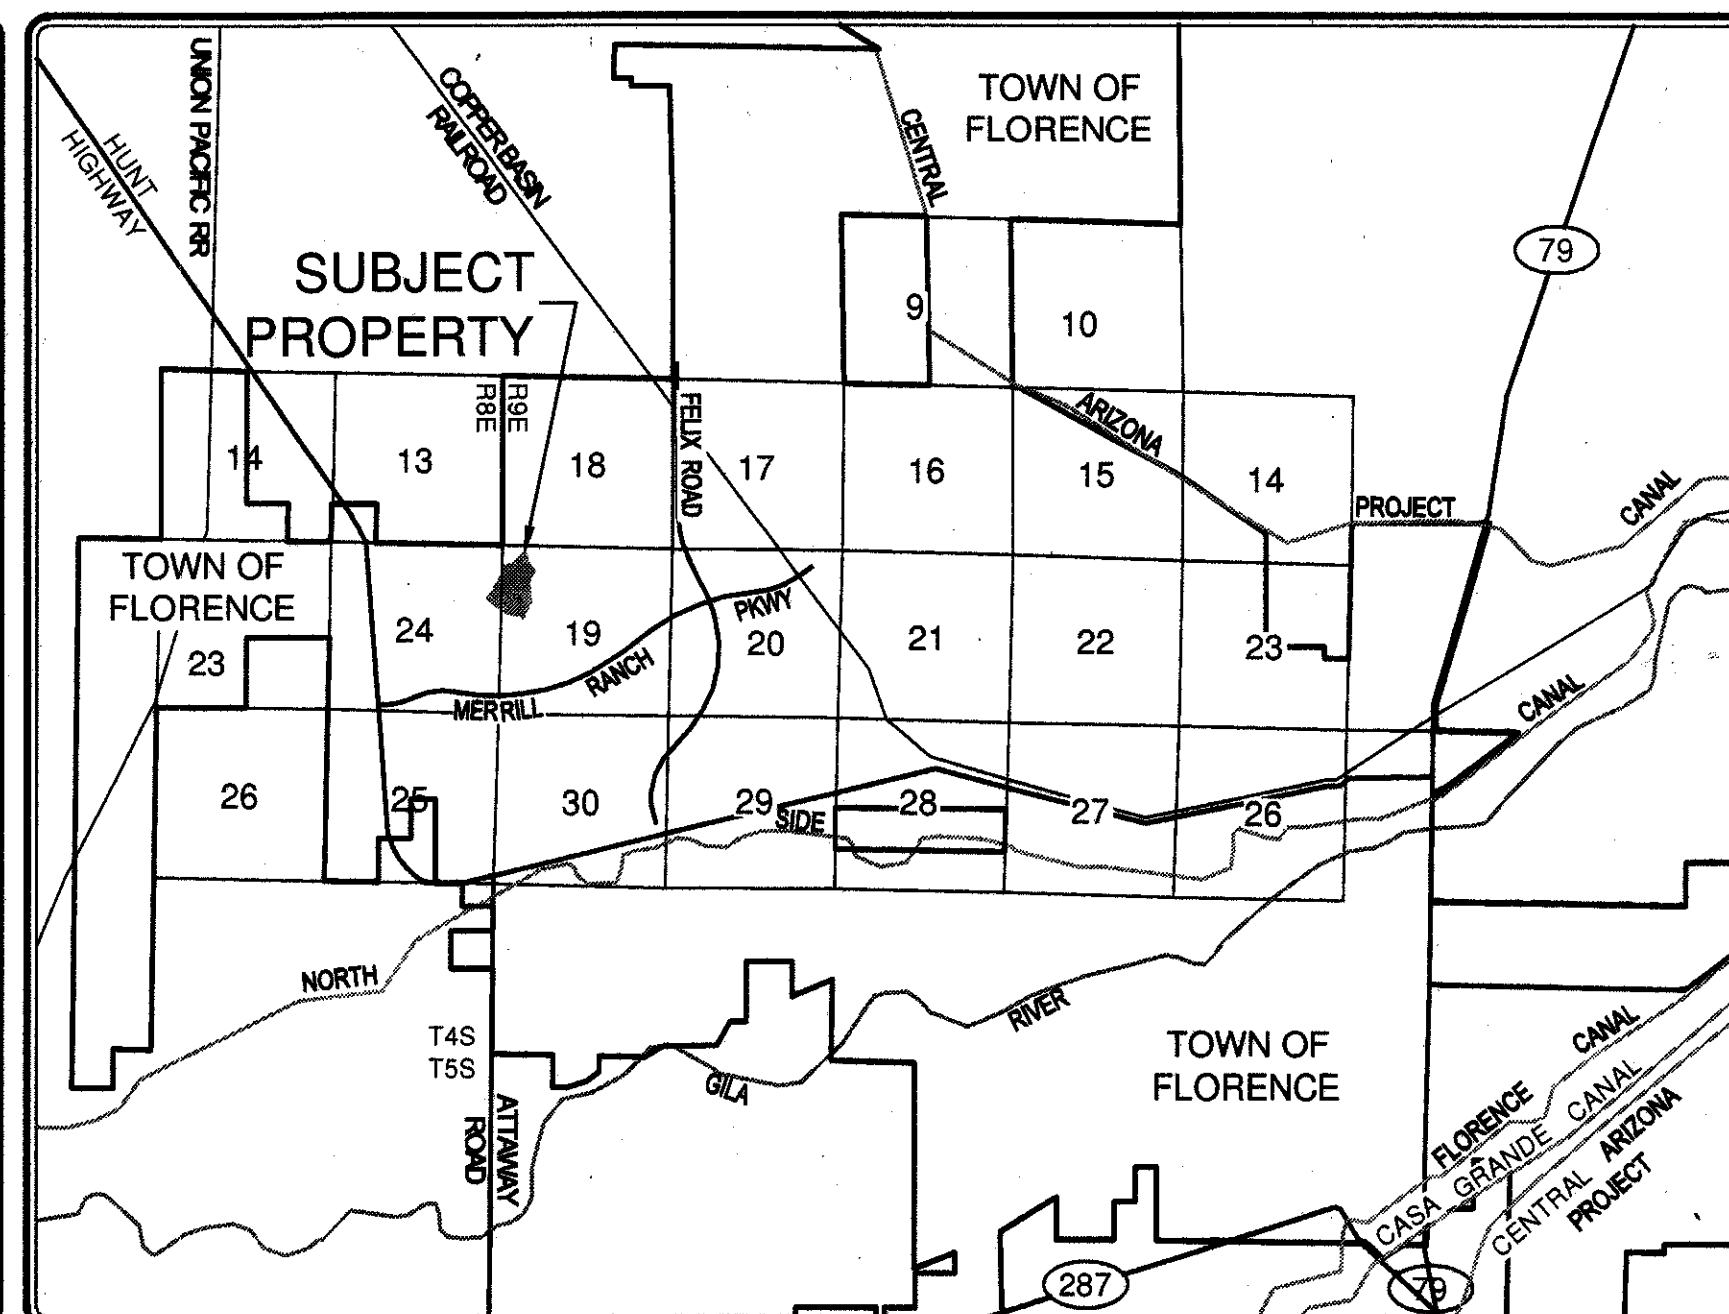 UNION PACIFIC RR
HUNT
HIGHWAY
COPPER BASIN
RAILROAD
CENTRAL
TOWN OF
FLORENCE
79
SUBJECT
PROPERTY
9
10
R8E
R9E
FELIX ROAD
ARIZONA
14
13
18
17
16
15
14
PROJECT
CANAL
TOWN OF
FLORENCE
23
24
19
20
21
22
23
MERRILL
RANCH
PKWY
CANAL
26
25
30
29
28
27
26
SIDE
NORTH
T4S
T5S
GILA
RIVER
TOWN OF
FLORENCE
ATTAWAY
ROAD
FLORENCE
CANAL
CASA GRANDE CANAL
CENTRAL ARIZONA
PROJECT
287
79